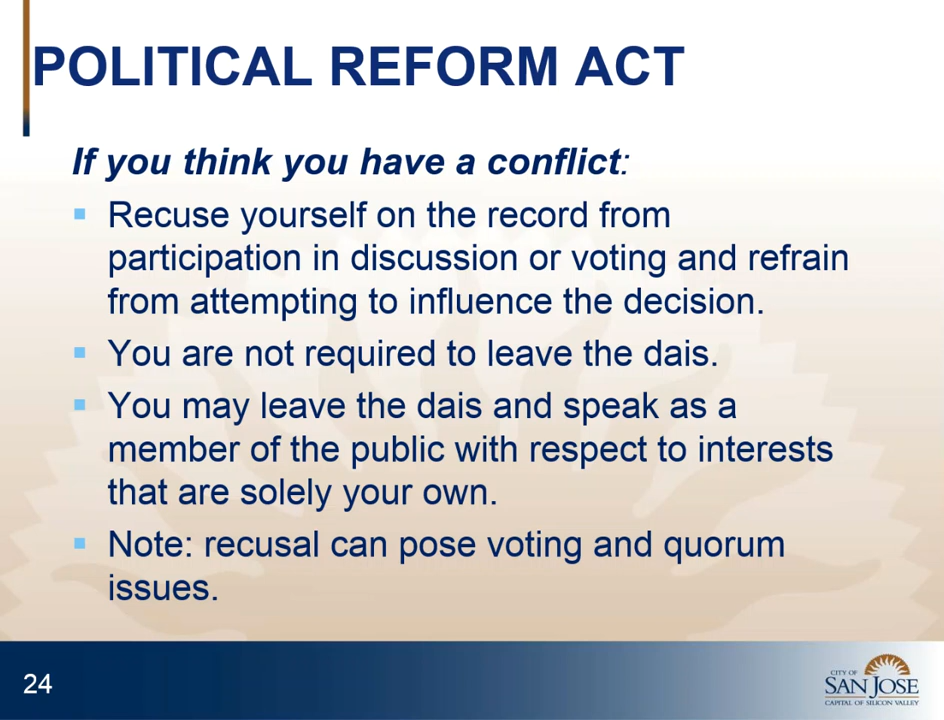 POLITICAL REFORM ACT
If you think you have a conflict:
Recuse yourself on the record from
participation in discussion or voting and refrain
from attempting to influence the decision.
You are not required to leave the dais.
You may leave the dais and speak as a
member of the public with respect to interests
that are solely your own.
Note: recusal can pose voting and quorum
issues.
24
CITY OF
SAN JOSE
CAPITAL OF SILICON VALLEY